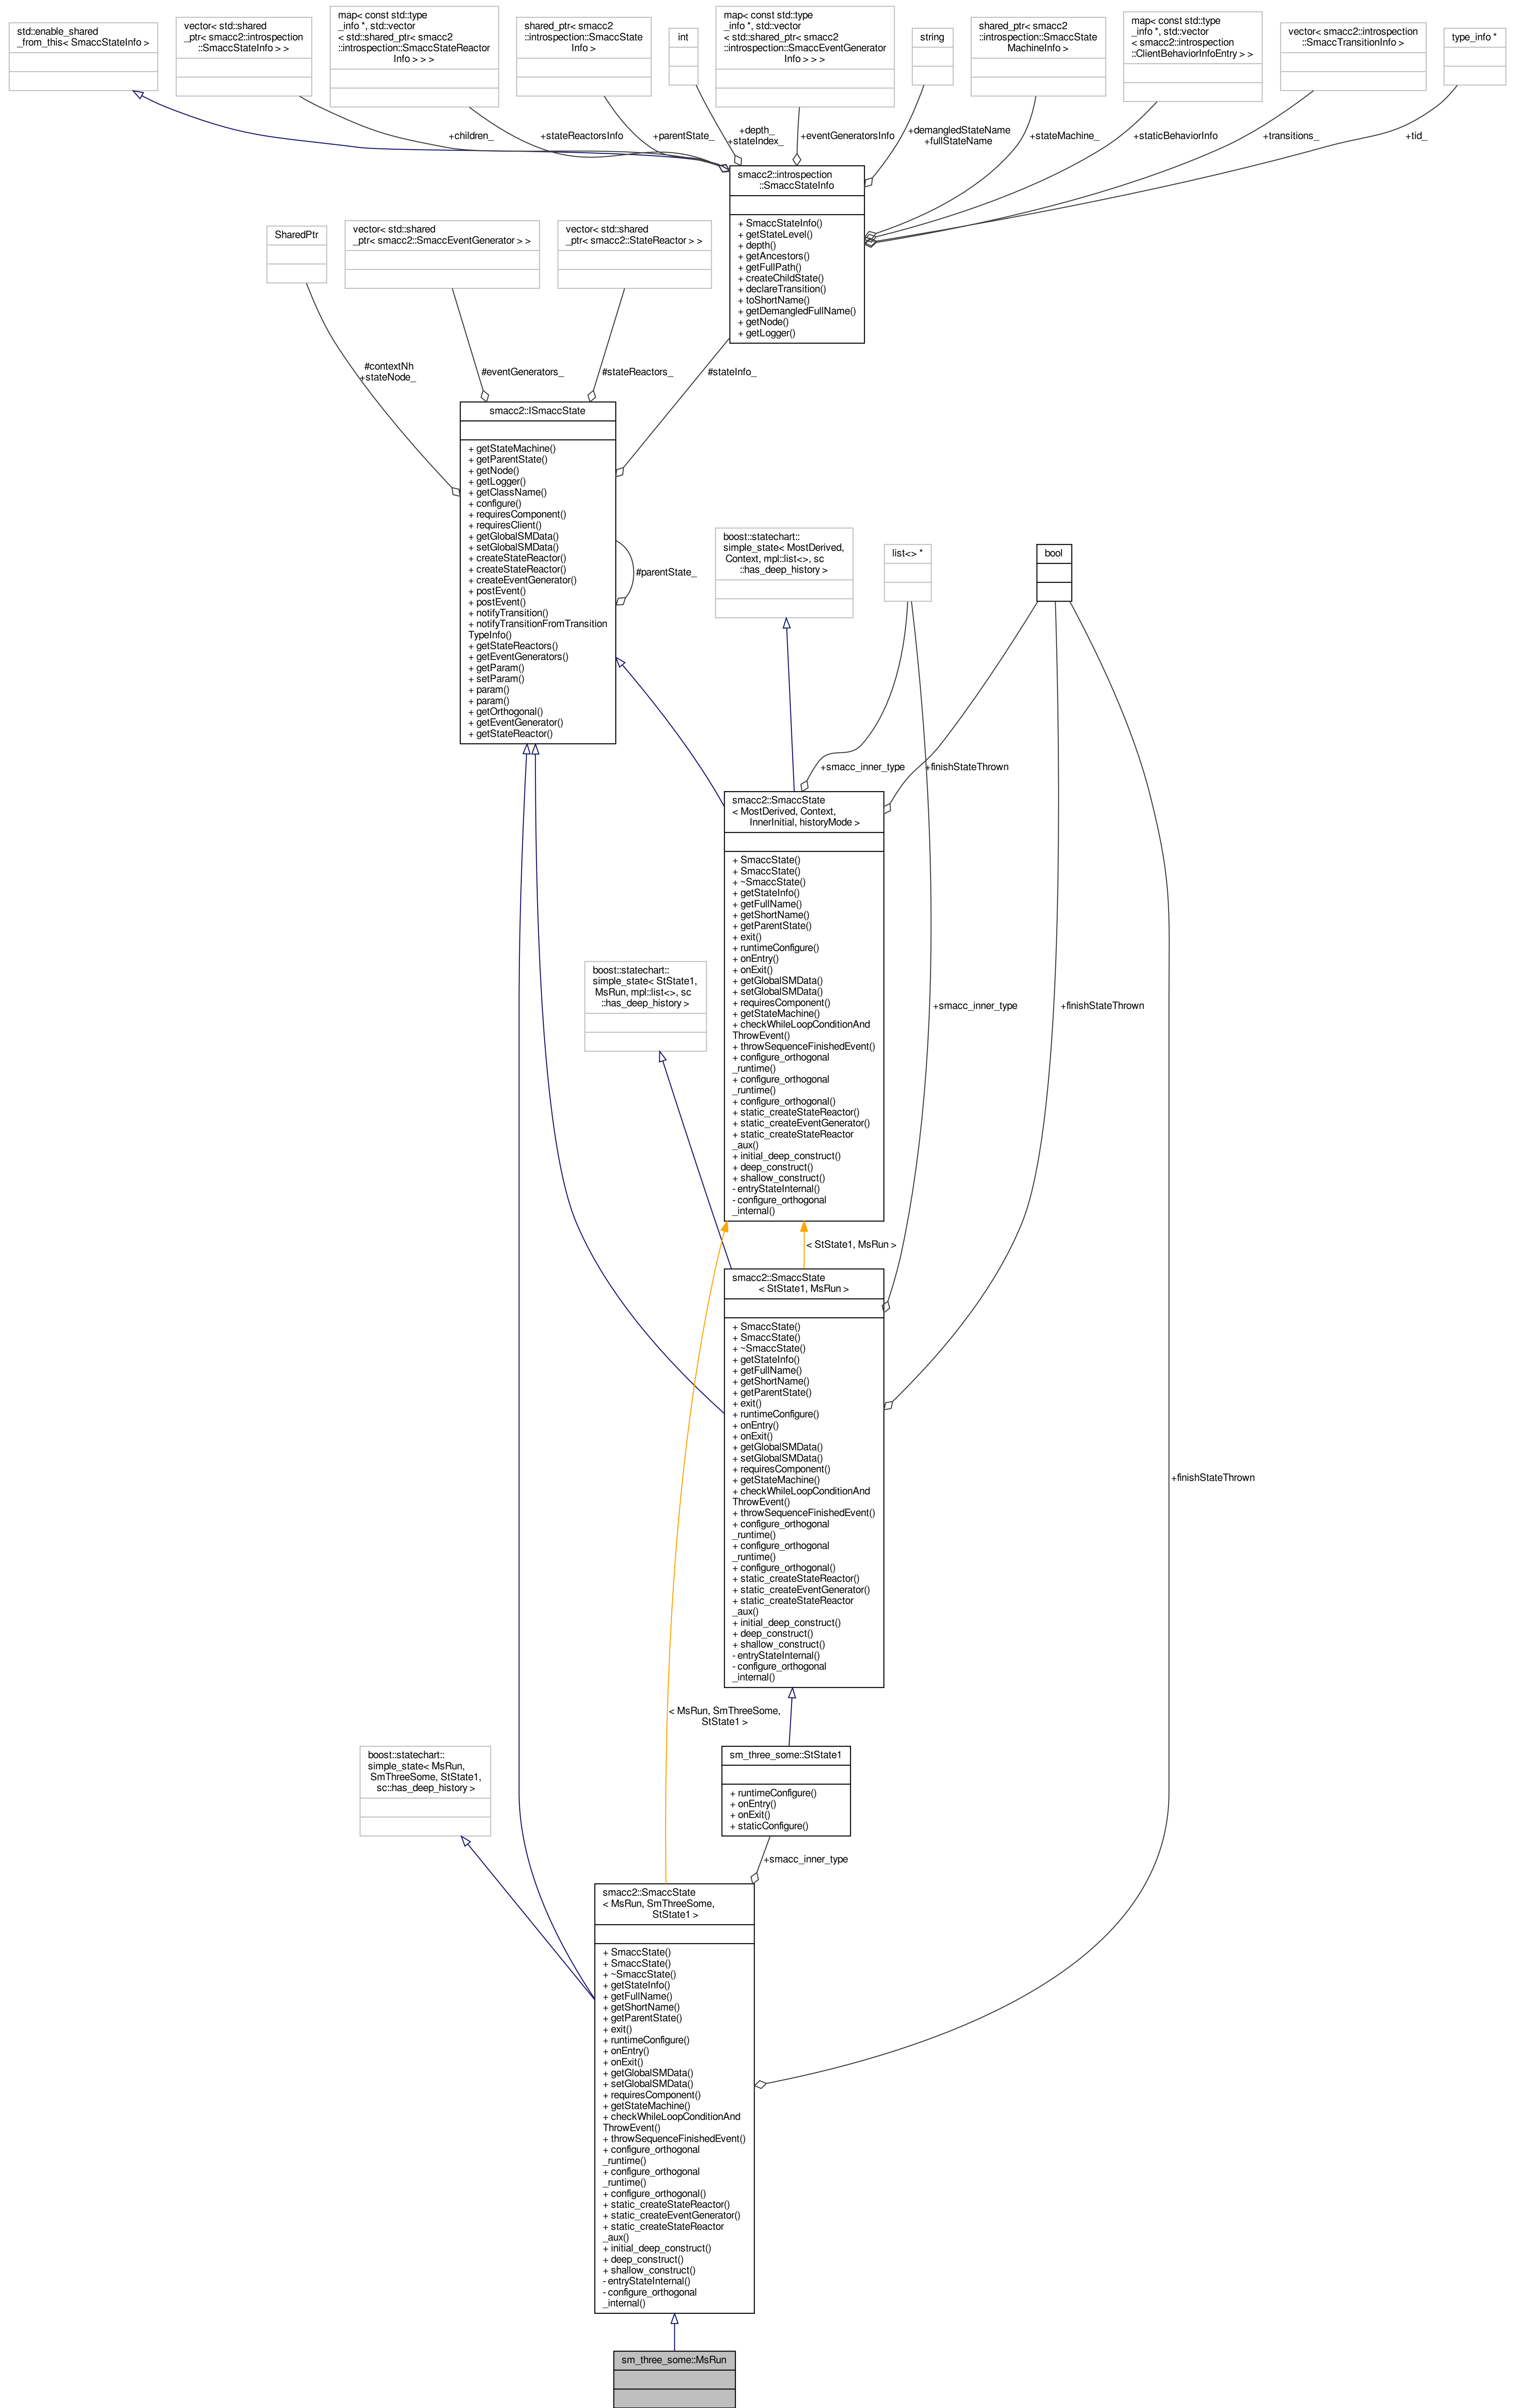 std::enable_shared
_from_this< SmaccStateInfo >
vector< std::shared
_ptr< smacc2::introspection
::SmaccStateInfo > >
map< const std::type
_info *, std::vector
< std::shared_ptr< smacc2
::introspection::SmaccStateReactor
Info > > >
shared_ptr< smacc2
::introspection::SmaccState
Info >
int
map< const std::type
_info *, std::vector
< std::shared_ptr< smacc2
::introspection::SmaccEventGenerator
Info > > >
string
shared_ptr< smacc2
::introspection::SmaccState
MachineInfo >
map< const std::type
_info *, std::vector
< smacc2::introspection
::ClientBehaviorInfoEntry > >
vector< smacc2::introspection
::SmaccTransitionInfo >
type_info *
+children_
+stateReactorsInfo
+parentState_
+depth_
+stateIndex_
+eventGeneratorsInfo
+demangledStateName
+fullStateName
+stateMachine_
+staticBehaviorInfo
+transitions_
+tid_
smacc2::introspection
::SmaccStateInfo
+ SmaccStateInfo()
+ getStateLevel()
+ depth()
+ getAncestors()
+ getFullPath()
+ createChildState()
+ declareTransition()
+ toShortName()
+ getDemangledFullName()
+ getNode()
+ getLogger()
SharedPtr
vector< std::shared
_ptr< smacc2::SmaccEventGenerator > >
vector< std::shared
_ptr< smacc2::StateReactor > >
#contextNh
+stateNode_
#eventGenerators_
#stateReactors_
#stateInfo_
smacc2::ISmaccState
+ getStateMachine()
+ getParentState()
+ getNode()
+ getLogger()
+ getClassName()
+ configure()
+ requiresComponent()
+ requiresClient()
+ getGlobalSMData()
+ setGlobalSMData()
+ createStateReactor()
+ createStateReactor()
+ createEventGenerator()
+ postEvent()
+ postEvent()
+ notifyTransition()
+ notifyTransitionFromTransition
TypeInfo()
+ getStateReactors()
+ getEventGenerators()
+ getParam()
+ setParam()
+ param()
+ param()
+ getOrthogonal()
+ getEventGenerator()
+ getStateReactor()
#parentState_
boost::statechart::
simple_state< MostDerived,
Context, mpl::list<>, sc
::has_deep_history >
list<> *
bool
+smacc_inner_type
+finishStateThrown
smacc2::SmaccState
< MostDerived, Context,
InnerInitial, historyMode >
+ SmaccState()
+ SmaccState()
+ ~SmaccState()
+ getStateInfo()
+ getFullName()
+ getShortName()
+ getParentState()
+ exit()
+ runtimeConfigure()
+ onEntry()
+ onExit()
+ getGlobalSMData()
+ setGlobalSMData()
+ requiresComponent()
+ getStateMachine()
+ checkWhileLoopConditionAnd
ThrowEvent()
+ throwSequenceFinishedEvent()
+ configure_orthogonal
_runtime()
+ configure_orthogonal
_runtime()
+ configure_orthogonal()
+ static_createStateReactor()
+ static_createEventGenerator()
+ static_createStateReactor
_aux()
+ initial_deep_construct()
+ deep_construct()
+ shallow_construct()
- entryStateInternal()
- configure_orthogonal
_internal()
boost::statechart::
simple_state< StState1,
MsRun, mpl::list<>, sc
::has_deep_history >
+smacc_inner_type
+finishStateThrown
< StState1, MsRun >
smacc2::SmaccState
< StState1, MsRun >
+ SmaccState()
+ SmaccState()
+ ~SmaccState()
+ getStateInfo()
+ getFullName()
+ getShortName()
+ getParentState()
+ exit()
+ runtimeConfigure()
+ onEntry()
+ onExit()
+ getGlobalSMData()
+ setGlobalSMData()
+ requiresComponent()
+ getStateMachine()
+ checkWhileLoopConditionAnd
ThrowEvent()
+ throwSequenceFinishedEvent()
+ configure_orthogonal
_runtime()
+ configure_orthogonal
_runtime()
+ configure_orthogonal()
+ static_createStateReactor()
+ static_createEventGenerator()
+ static_createStateReactor
_aux()
+ initial_deep_construct()
+ deep_construct()
+ shallow_construct()
- entryStateInternal()
- configure_orthogonal
_internal()
+finishStateThrown
< MsRun, SmThreeSome,
StState1 >
boost::statechart::
simple_state< MsRun,
SmThreeSome, StState1,
sc::has_deep_history >
sm_three_some::StState1
+ runtimeConfigure()
+ onEntry()
+ onExit()
+ staticConfigure()
+smacc_inner_type
smacc2::SmaccState
< MsRun, SmThreeSome,
StState1 >
+ SmaccState()
+ SmaccState()
+ ~SmaccState()
+ getStateInfo()
+ getFullName()
+ getShortName()
+ getParentState()
+ exit()
+ runtimeConfigure()
+ onEntry()
+ onExit()
+ getGlobalSMData()
+ setGlobalSMData()
+ requiresComponent()
+ getStateMachine()
+ checkWhileLoopConditionAnd
ThrowEvent()
+ throwSequenceFinishedEvent()
+ configure_orthogonal
_runtime()
+ configure_orthogonal
_runtime()
+ configure_orthogonal()
+ static_createStateReactor()
+ static_createEventGenerator()
+ static_createStateReactor
_aux()
+ initial_deep_construct()
+ deep_construct()
+ shallow_construct()
- entryStateInternal()
- configure_orthogonal
_internal()
sm_three_some::MsRun